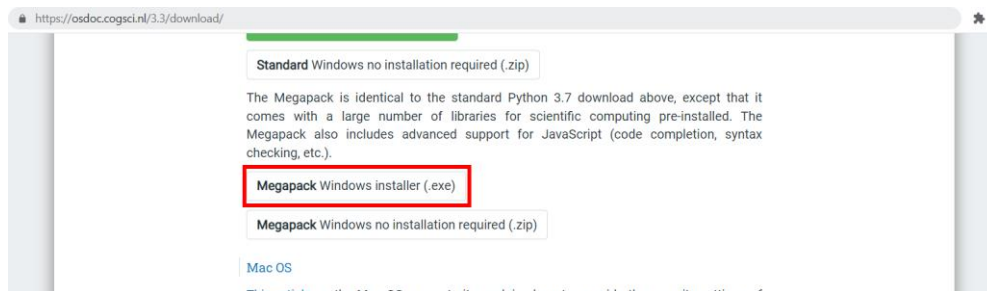 https://osdoc.cogsci.nl/3.3/download/
Standard Windows no installation required (.zip)
The Megapack is identical to the standard Python 3.7 download above, except that it
comes with a large number of libraries for scientific computing pre-installed. The
Megapack also includes advanced support for JavaScript (code completion, syntax
checking, etc.).
Megapack Windows installer (.exe)
Megapack Windows no installation required (.zip)
Mac OS